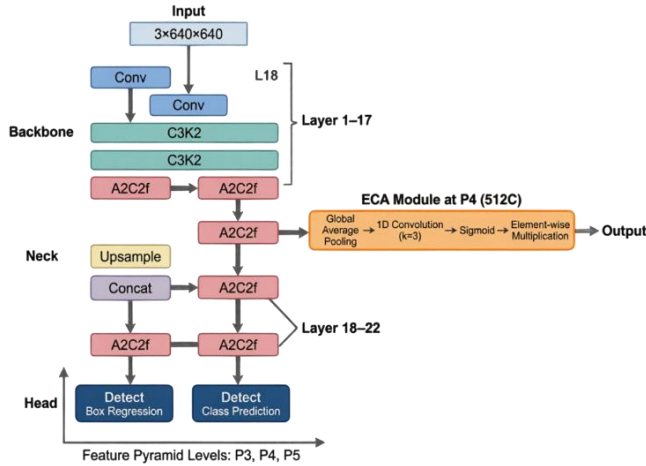 Input
3×640×640
L18
Conv
Conv
Layer 1–17
Backbone
C3K2
C3K2
A2C2f
A2C2f
ECA Module at P4 (512C)
A2C2f
Global
Average
Pooling
1D Convolution
(k=3)
Sigmoid
Element-wise
Multiplication
Output
Neck
Upsample
Concat
A2C2f
Layer 18–22
A2C2f
A2C2f
Head
Detect
Box Regression
Detect
Class Prediction
Feature Pyramid Levels: P3, P4, P5